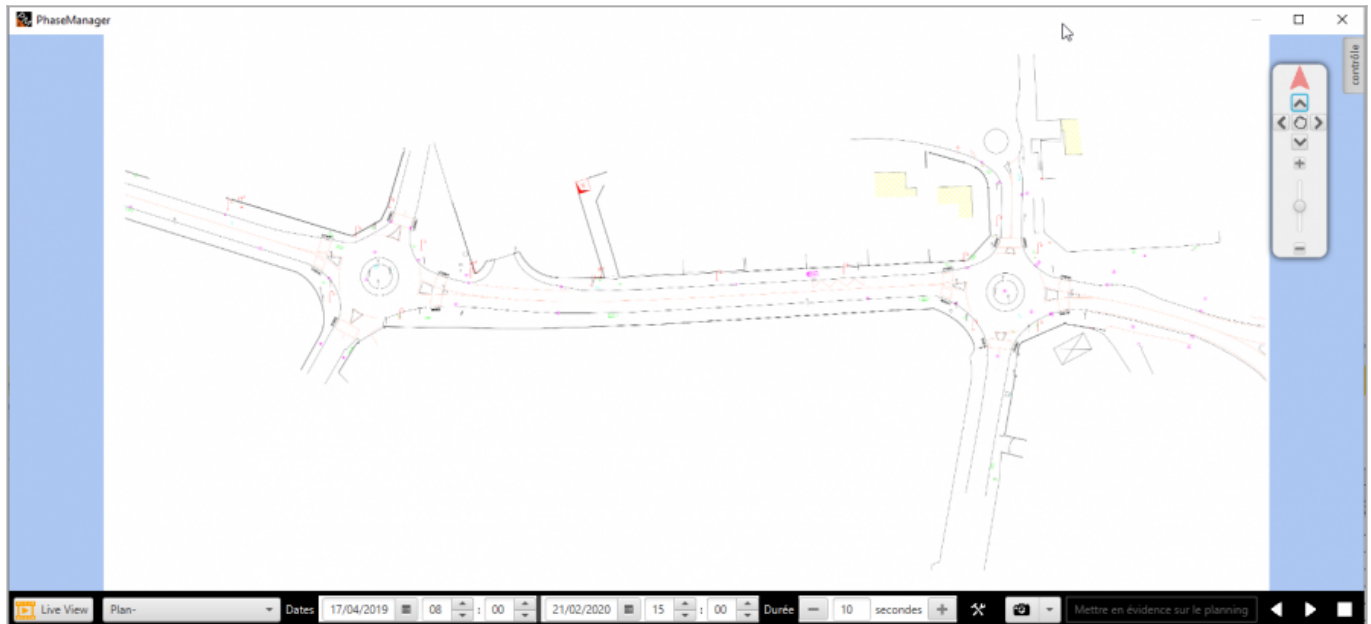 PhaseManager
contrôle
Live View Plan- Dates 17/04/2019 08 : 00 21/02/2020 15 : 00 Durée 10 secondes Mettre en évidence sur le planning